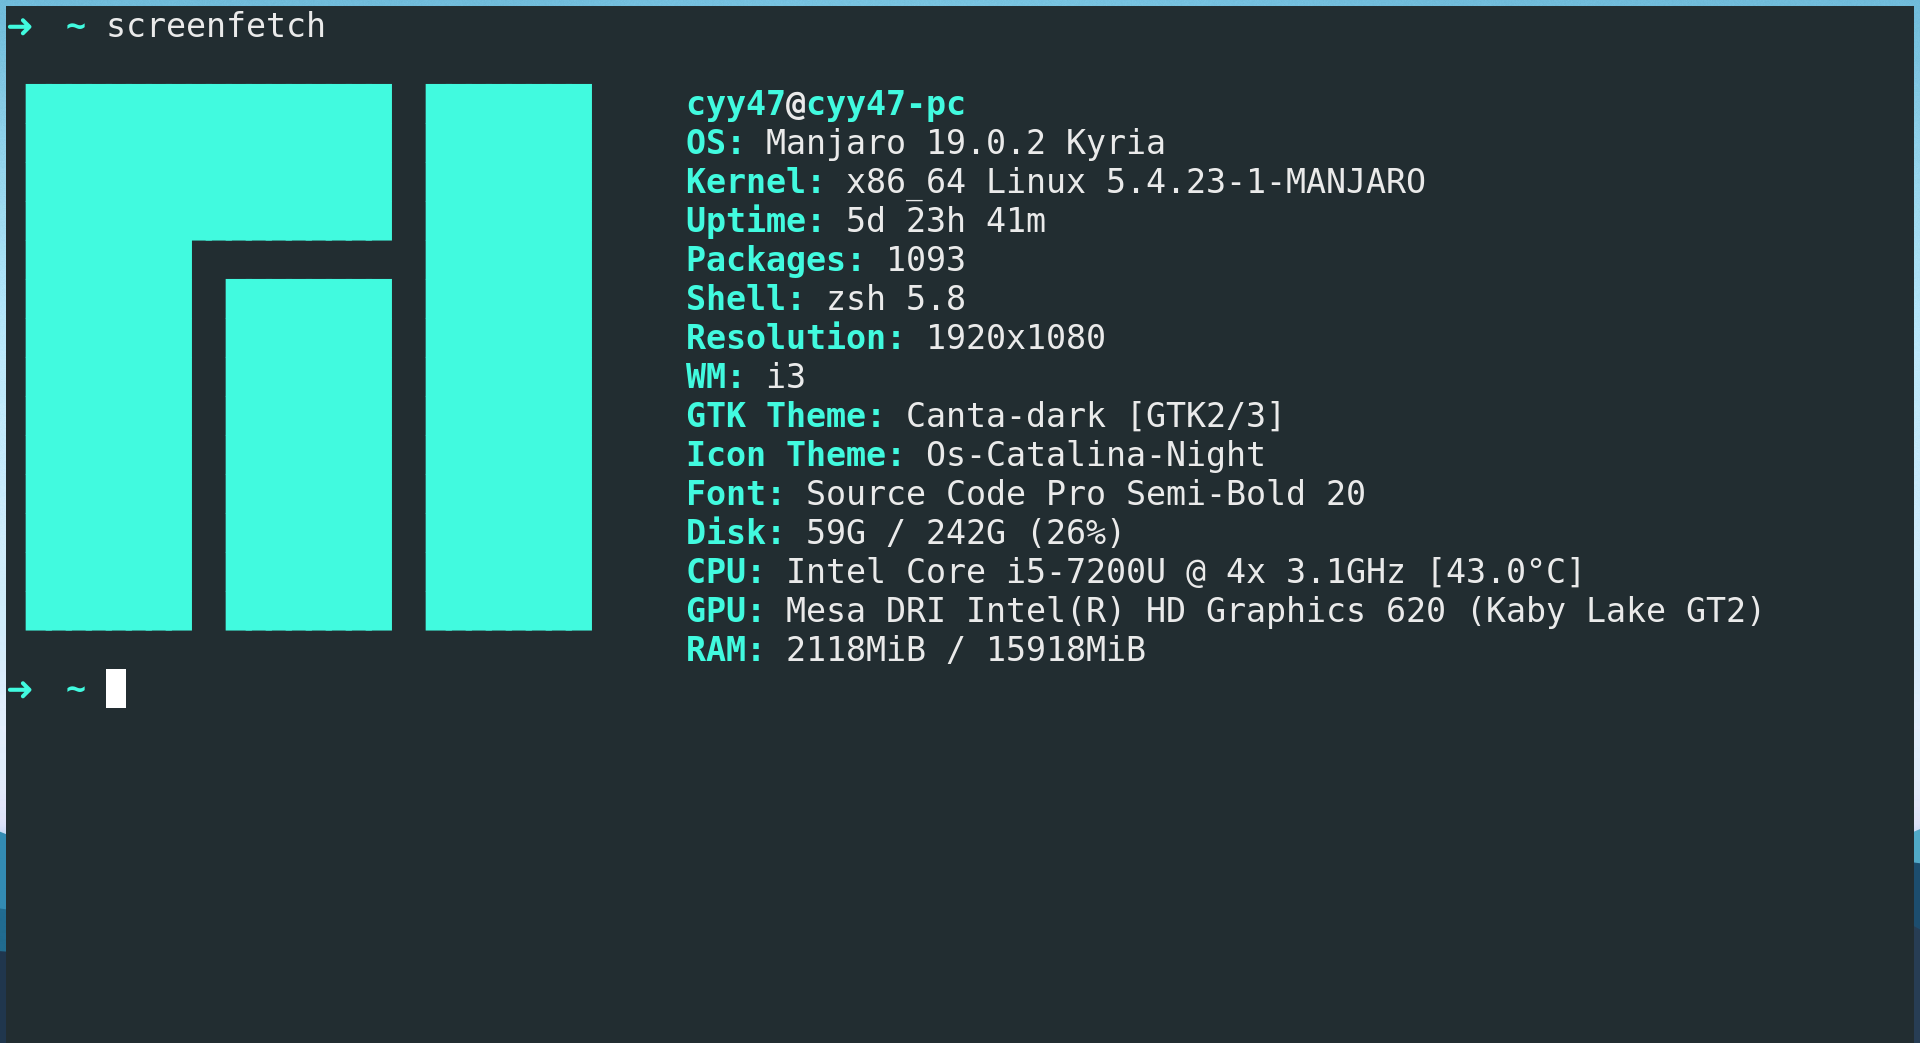 ➜ ~ screenfetch
cyy47@cyy47-pc
OS: Manjaro 19.0.2 Kyria
Kernel: x86_64 Linux 5.4.23-1-MANJARO
Uptime: 5d 23h 41m
Packages: 1093
Shell: zsh 5.8
Resolution: 1920x1080
WM: i3
GTK Theme: Canta-dark [GTK2/3]
Icon Theme: Os-Catalina-Night
Font: Source Code Pro Semi-Bold 20
Disk: 59G / 242G (26%)
CPU: Intel Core i5-7200U @ 4x 3.1GHz [43.0°C]
GPU: Mesa DRI Intel(R) HD Graphics 620 (Kaby Lake GT2)
RAM: 2118MiB / 15918MiB
➜ ~